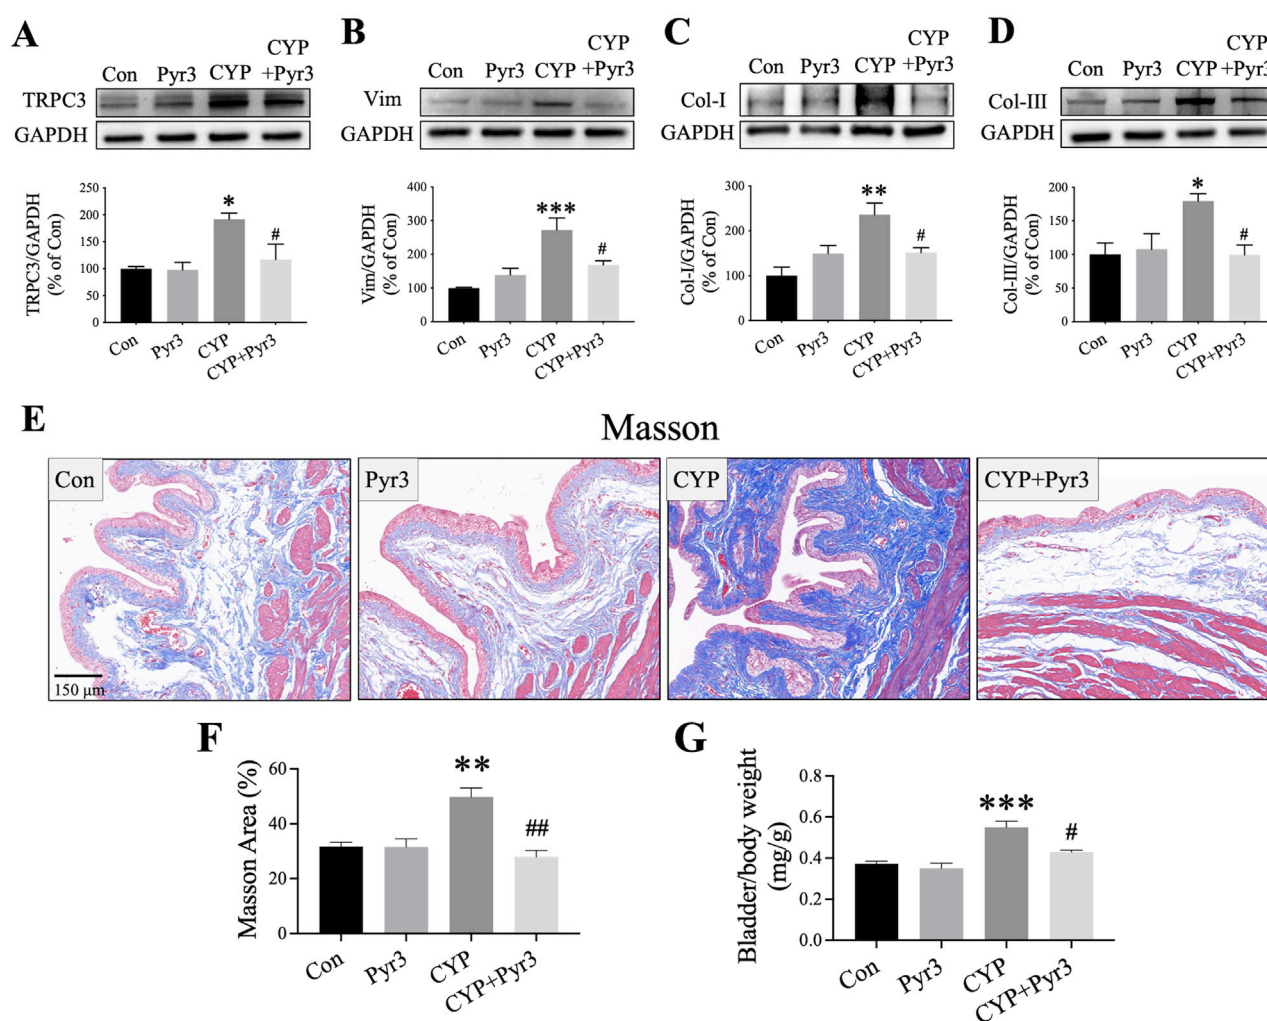 A
Con Pyr3 CYP CYP
+Pyr3
TRPC3
GAPDH
TRPC3/GAPDH
(% of Con)
250
200
150
100
50
0
*
#
Con Pyr3 CYP CYP+Pyr3
B
Con Pyr3 CYP CYP
+Pyr3
Vim
GAPDH
Vim/GAPDH
(% of Con)
400
300
200
100
0
***
#
Con Pyr3 CYP CYP+Pyr3
C
Con Pyr3 CYP CYP
+Pyr3
Col-I
GAPDH
Col-I/GAPDH
(% of Con)
300
200
100
0
**
#
Con Pyr3 CYP CYP+Pyr3
D
Con Pyr3 CYP CYP
+Pyr3
Col-III
GAPDH
Col-III/GAPDH
(% of Con)
250
200
150
100
50
0
*
#
Con Pyr3 CYP CYP+Pyr3
E
Masson
Con
Pyr3
CYP
CYP+Pyr3
150 μm
F
Masson Area (%)
60
40
20
0
**
##
Con Pyr3 CYP CYP+Pyr3
G
Bladder/body weight
(mg/g)
0.8
0.6
0.4
0.2
0.0
***
#
Con Pyr3 CYP CYP+Pyr3